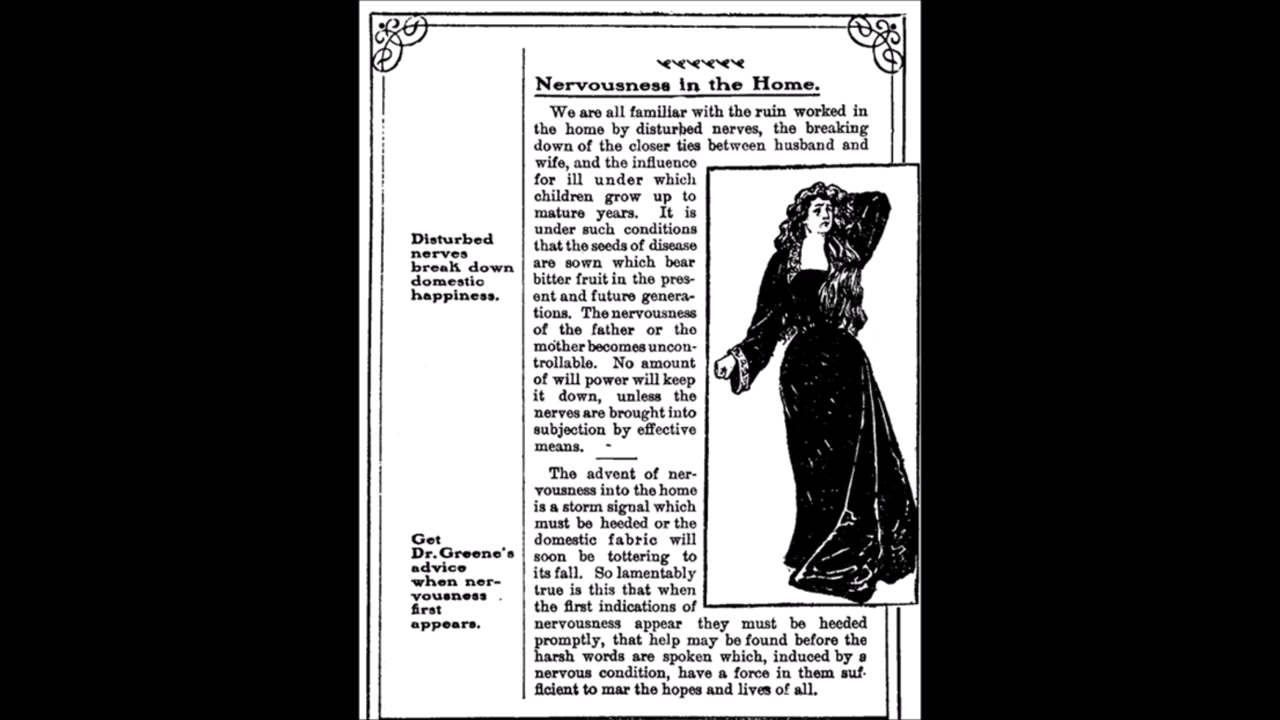 Nervousness in the Home.
We are all familiar with the ruin worked in
the home by disturbed nerves, the breaking
down of the closer ties between husband and
wife, and the influence
for ill under which
children grow up to
mature years. It is
under such conditions
that the seeds of disease
are sown which bear
bitter fruit in the pres-
ent and future genera-
tions. The nervousness
of the father or the
mother becomes uncon-
trollable. No amount
of will power will keep
it down, unless the
nerves are brought into
subjection by effective
means.
The advent of ner-
vousness into the home
is a storm signal which
must be heeded or the
domestic fabric will
soon be tottering to
its fall. So lamentably
true is this that when
the first indications of
nervousness appear they must be heeded
promptly, that help may be found before the
harsh words are spoken which, induced by a
nervous condition, have a force in them suf-
ficient to mar the hopes and lives of all.
Disturbed
nerves
break down
domestic
happiness.
Get
Dr. Greene's
advice
when ner-
vousness
first
appears.